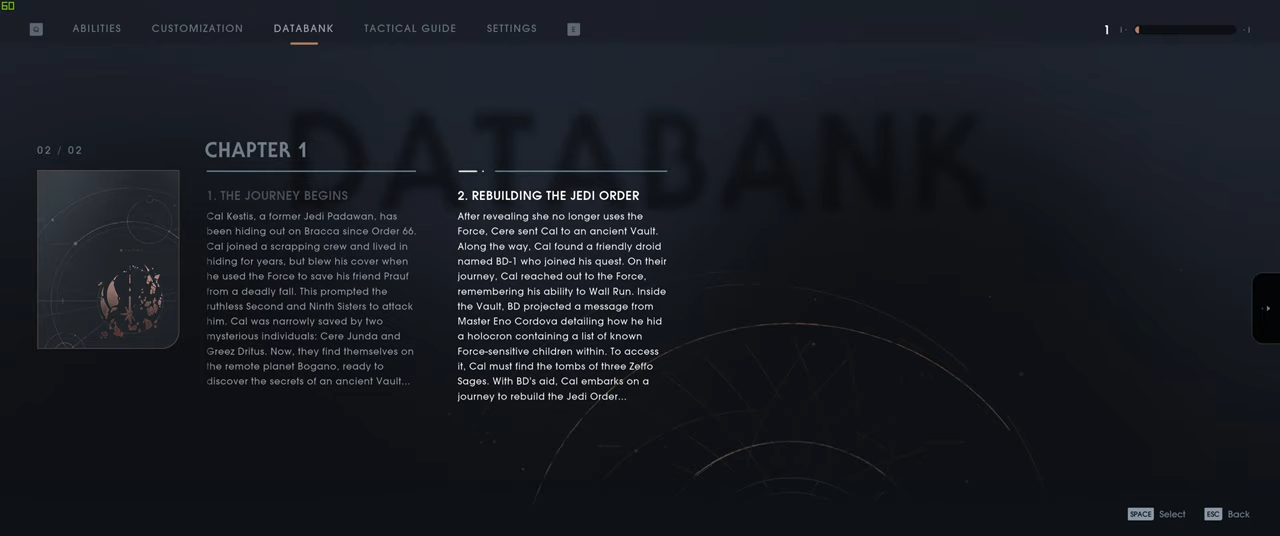 60
Q ABILITIES CUSTOMIZATION DATABANK TACTICAL GUIDE SETTINGS E
1
DATABANK
02 / 02
CHAPTER 1
1. THE JOURNEY BEGINS
Cal Kestis, a former Jedi Padawan, has
been hiding out on Bracca since Order 66.
Cal joined a scrapping crew and lived in
hiding for years, but blew his cover when
he used the Force to save his friend Prauf
from a deadly fall. This prompted the
ruthless Second and Ninth Sisters to attack
him. Cal was narrowly saved by two
mysterious individuals: Cere Junda and
Greez Dritus. Now, they find themselves on
the remote planet Bogano, ready to
discover the secrets of an ancient Vault...
2. REBUILDING THE JEDI ORDER
After revealing she no longer uses the
Force, Cere sent Cal to an ancient Vault.
Along the way, Cal found a friendly droid
named BD-1 who joined his quest. On their
journey, Cal reached out to the Force,
remembering his ability to Wall Run. Inside
the Vault, BD projected a message from
Master Eno Cordova detailing how he hid
a holocron containing a list of known
Force-sensitive children within. To access
it, Cal must find the tombs of three Zeffo
Sages. With BD's aid, Cal embarks on a
journey to rebuild the Jedi Order...
SPACE Select ESC Back